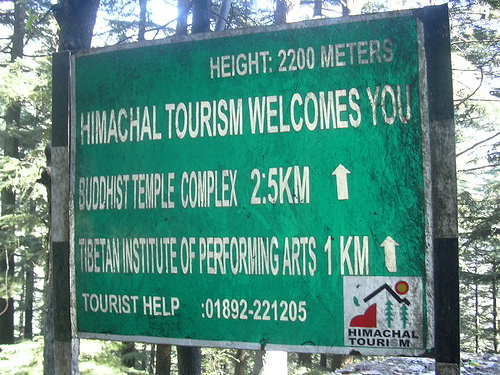 HEIGHT: 2200 METERS
HIMACHAL TOURISM WELCOMES YOU
BUDDHIST TEMPLE COMPLEX 2.5KM
TIBETAN INSTITUTE OF PERFORMING ARTS 1 KM
TOURIST HELP :01892-221205
HIMACHAL
TOURISM